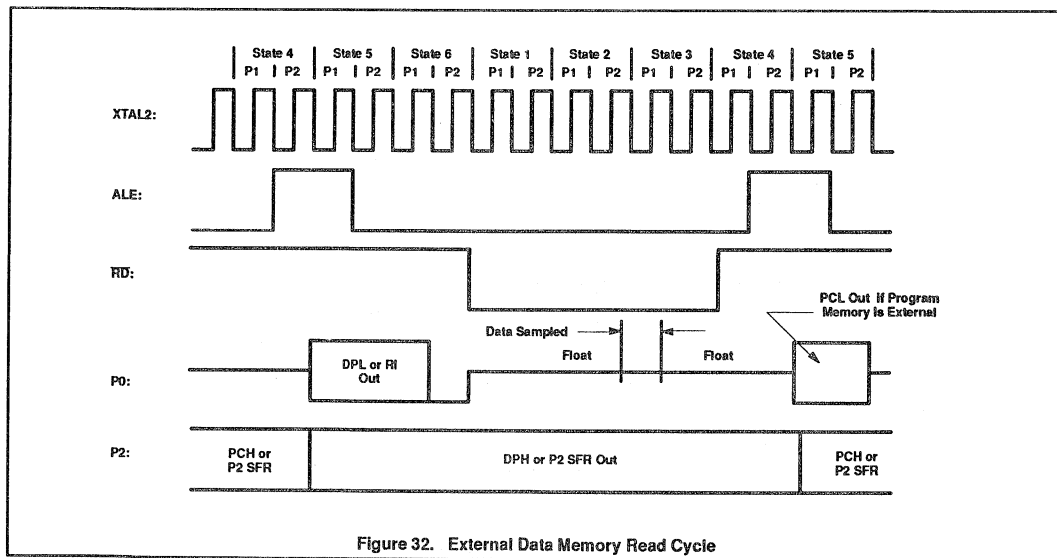 State 4 State 5 State 6 State 1 State 2 State 3 State 4 State 5
P1 P2 P1 P2 P1 P2 P1 P2 P1 P2 P1 P2 P1 P2 P1 P2
XTAL2:
ALE:
RD:
PCL Out if Program
Memory is External
Data Sampled
Float Float
P0:
DPL or RI
Out
P2:
PCH or
P2 SFR
DPH or P2 SFR Out
PCH or
P2 SFR
Figure 32. External Data Memory Read Cycle